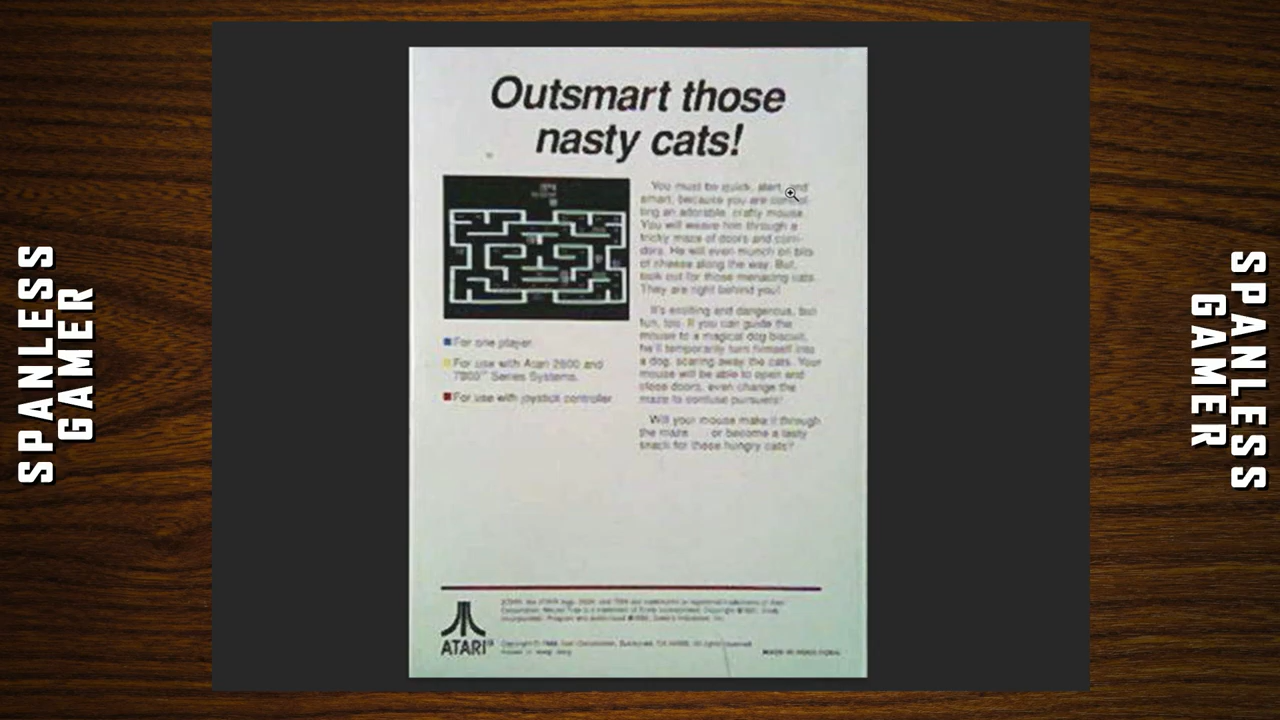 Outsmart those
nasty cats!
You must be quick, alert, and
smart, because you are control-
ling an adorable, crafty mouse.
You will weave him through a
tricky maze of doors and corri-
dors. He will even munch on bits
of cheese along the way. But,
look out for those menacing cats.
They are right behind you!
It's exciting and dangerous, but
fun, too. If you can guide the
mouse to a magical dog biscuit,
he'll temporarily turn himself into
a dog, scaring away the cats. Your
mouse will be able to open and
close doors, even change the
maze to confuse pursuers!
Will your mouse make it through
the maze or become a tasty
snack for those hungry cats?
For one player.
For use with Atari 2600 and
7800™ Series Systems.
For use with joystick controller
ATARI
MADE IN HONG KONG
SPANLESS
GAMER
SPANLESS
GAMER